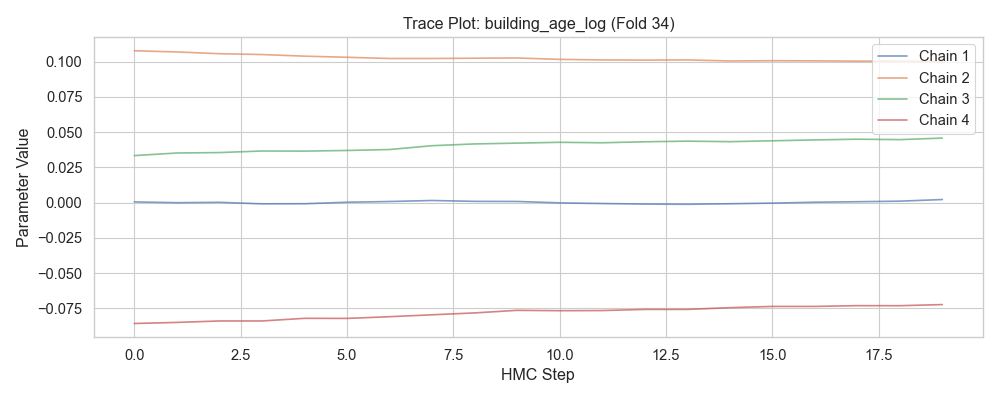 Trace Plot: building_age_log (Fold 34)
Parameter Value
0.100
0.075
0.050
0.025
0.000
−0.025
−0.050
−0.075
Chain 1
Chain 2
Chain 3
Chain 4
0.0 2.5 5.0 7.5 10.0 12.5 15.0 17.5
HMC Step